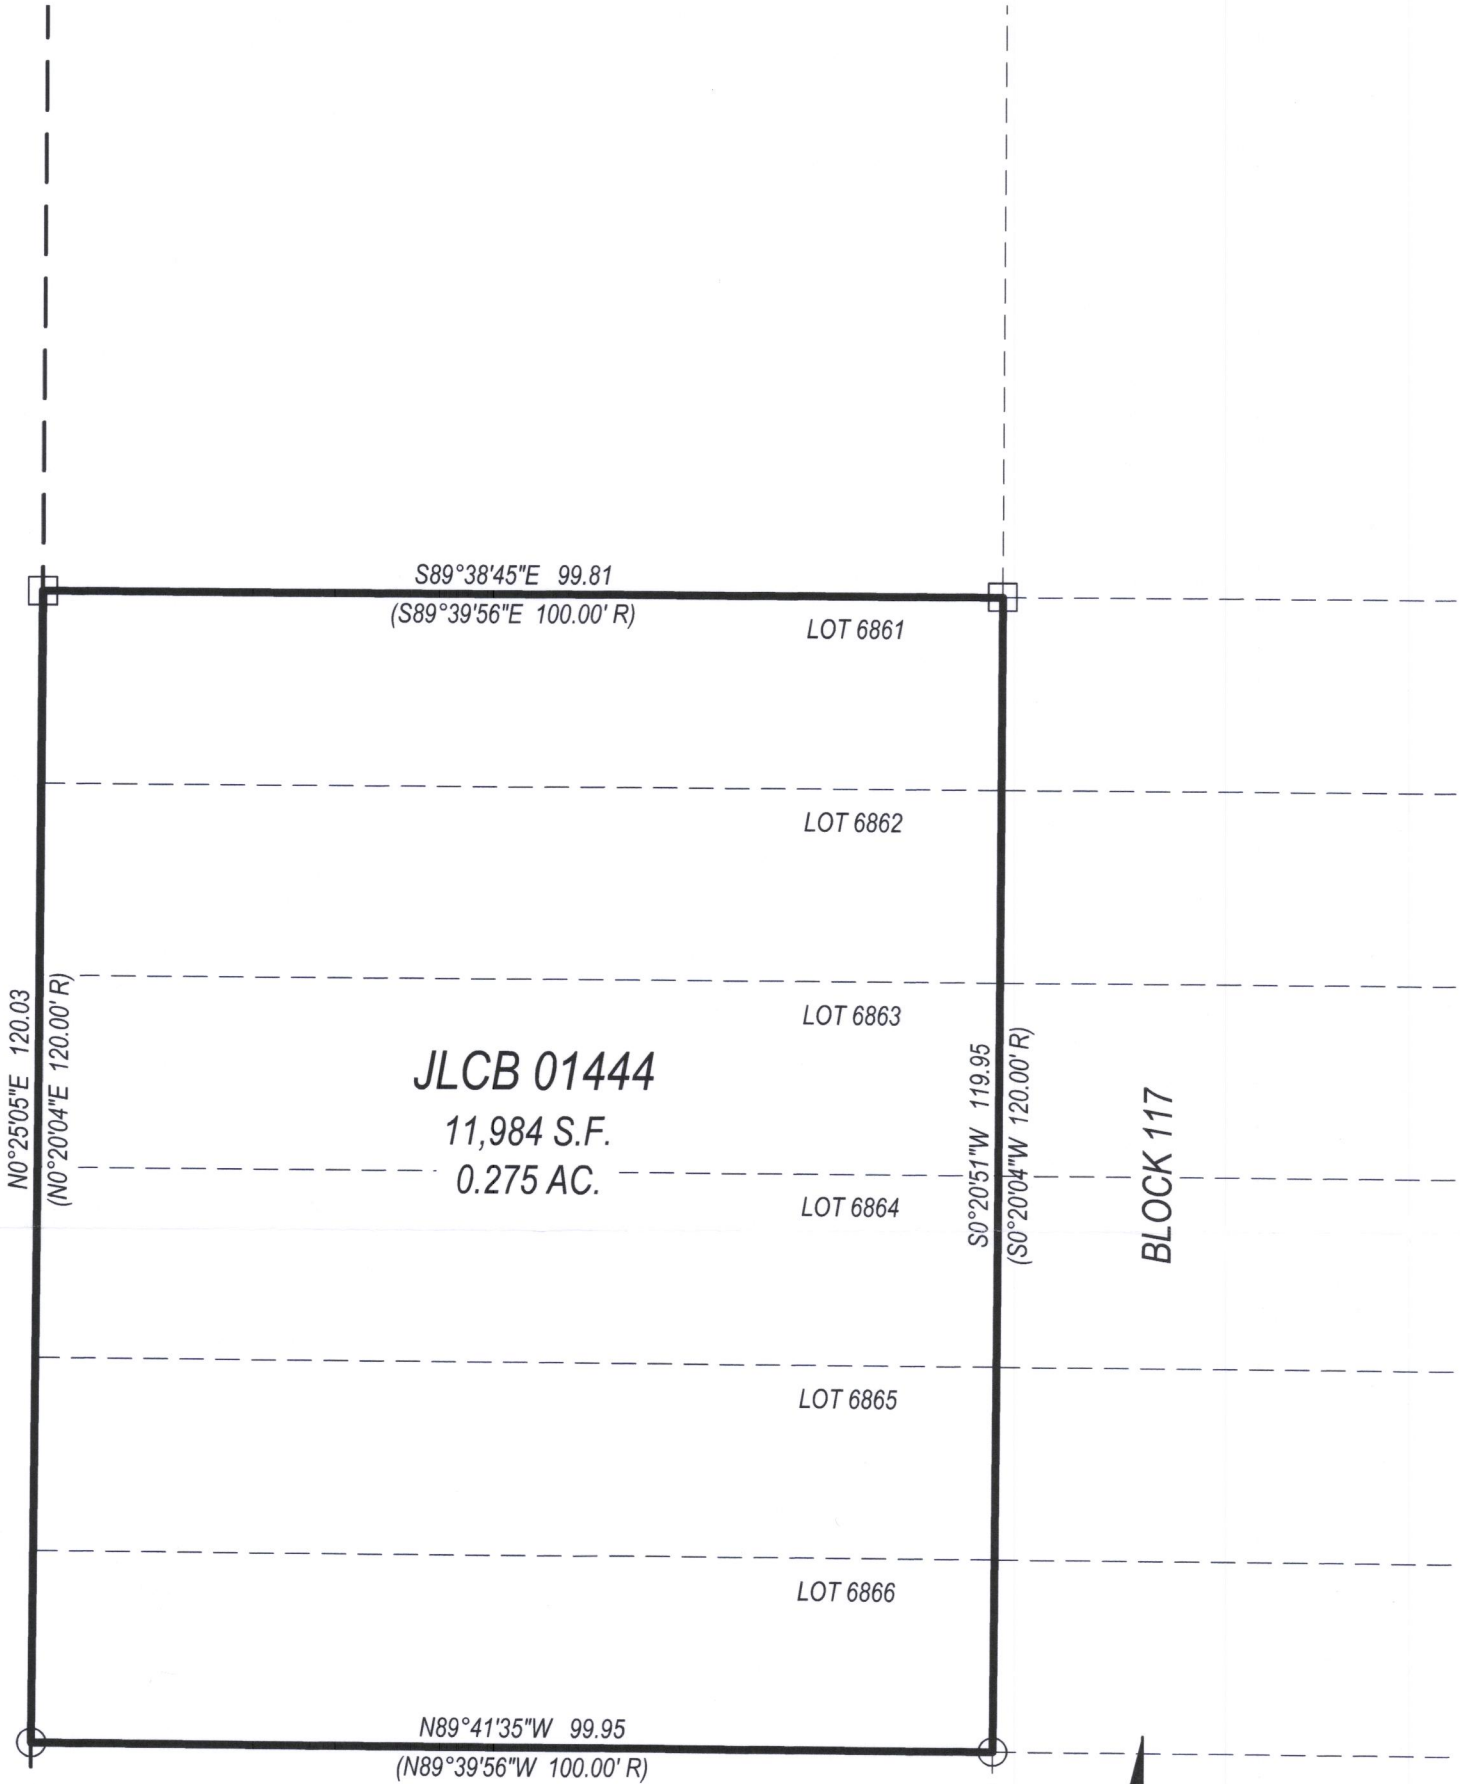 S89°38'45"E 99.81
(S89°39'56"E 100.00' R)
LOT 6861
LOT 6862
LOT 6863
N0°25'05"E 120.03
(N0°20'04"E 120.00' R)
JLCB 01444
11,984 S.F.
0.275 AC.
S0°20'51"W 119.95
(S0°20'04"W 120.00' R)
BLOCK 117
LOT 6864
LOT 6865
LOT 6866
N89°41'35"W 99.95
(N89°39'56"W 100.00' R)